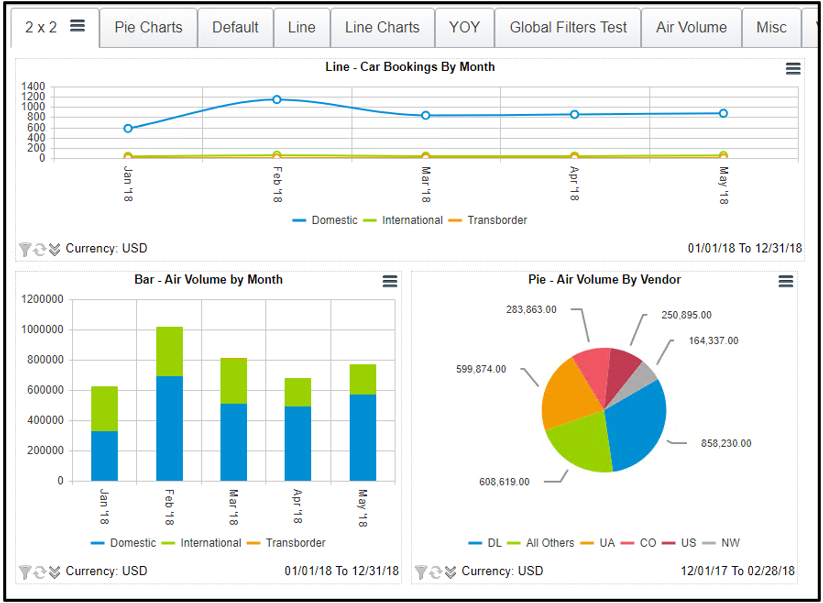 2 x 2 Pie Charts Default Line Line Charts YOY Global Filters Test Air Volume Misc
Line - Car Bookings By Month
1400
1200
1000
800
600
400
200
0
Jan '18 Feb '18 Mar '18 Apr '18 May '18
Domestic International Transborder
Currency: USD 01/01/18 To 12/31/18
Bar - Air Volume by Month
1200000
1000000
800000
600000
400000
200000
0
Jan '18 Feb '18 Mar '18 Apr '18 May '18
Domestic International Transborder
Currency: USD 01/01/18 To 12/31/18
Pie - Air Volume By Vendor
283,863.00 250,895.00
164,337.00
599,874.00
858,230.00
608,619.00
DL All Others UA CO US NW
Currency: USD 12/01/17 To 02/28/18